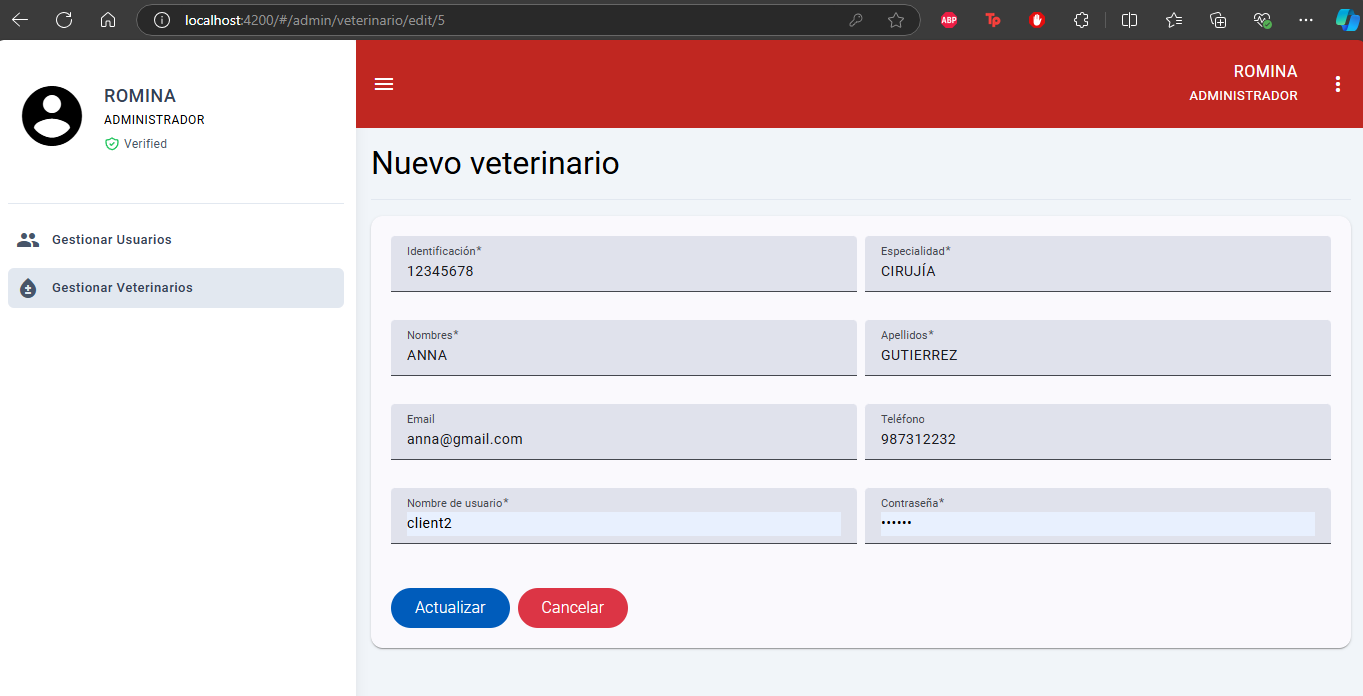 localhost:4200/#/admin/veterinario/edit/5
ABP
Tp
ROMINA
ADMINISTRADOR
Verified
Gestionar Usuarios
Gestionar Veterinarios
ROMINA
ADMINISTRADOR
Nuevo veterinario
Identificación*
12345678
Especialidad*
CIRUJÍA
Nombres*
ANNA
Apellidos*
GUTIERREZ
Email
anna@gmail.com
Teléfono
987312232
Nombre de usuario*
client2
Contraseña*
••••••
Actualizar
Cancelar